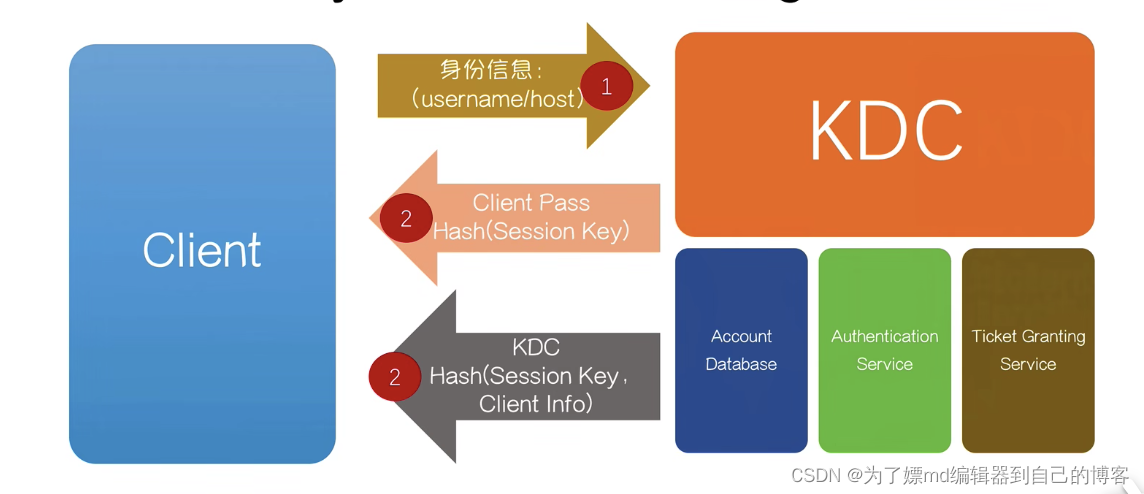 Client
身份信息：
（username/host）
1
Client Pass
Hash(Session Key)
2
KDC
Hash(Session Key，
Client Info)
2
KDC
Account
Database
Authentication
Service
Ticket Granting
Service
CSDN @为了嫖md编辑器到自己的博客